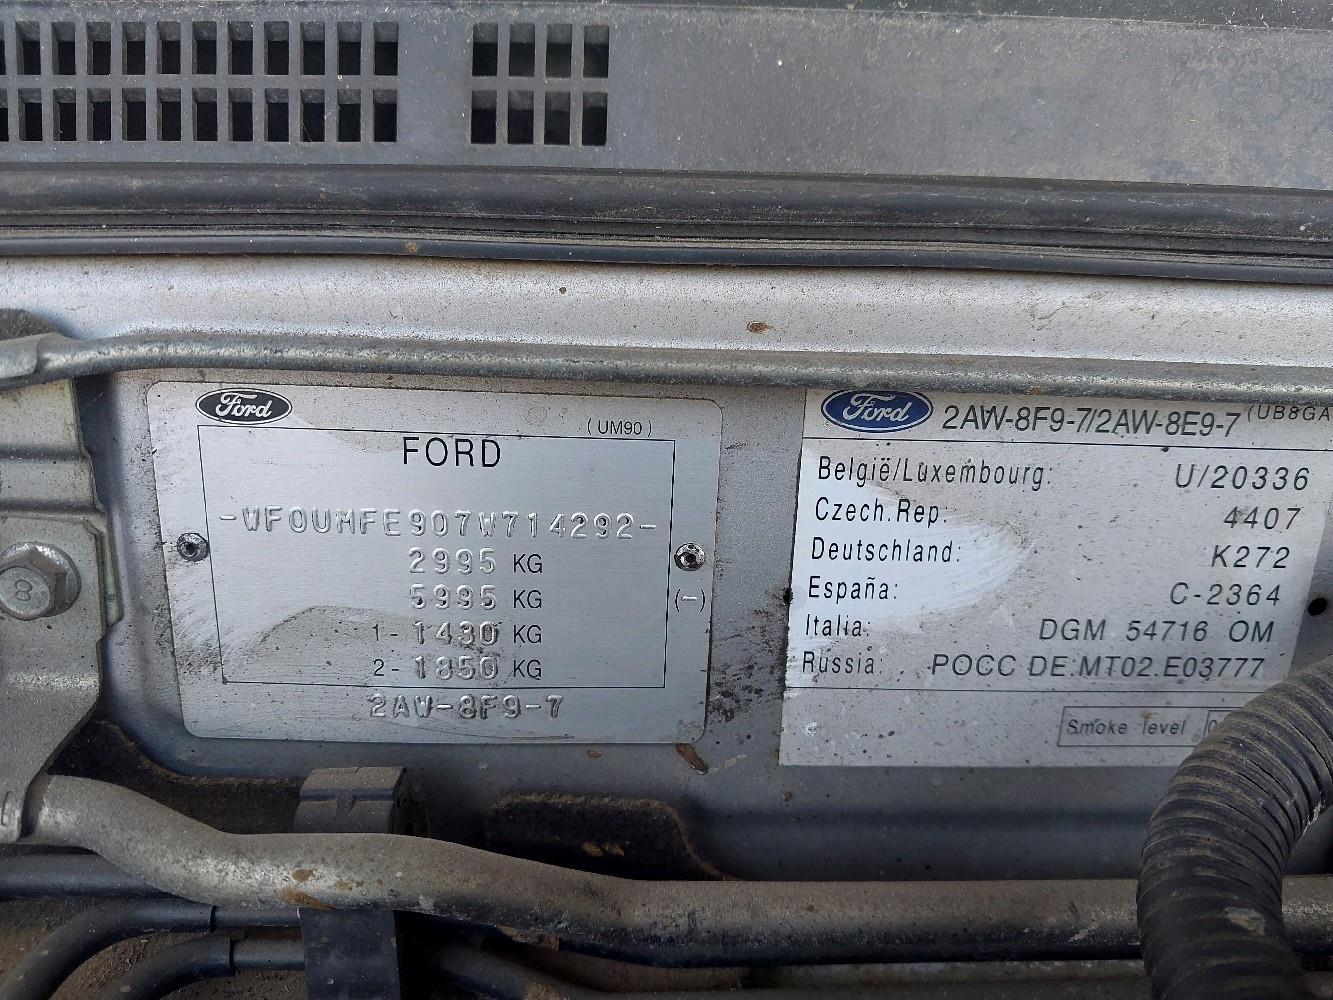 Ford
(UM90)
FORD
-WF0UMFE907W714292-
2995 KG
5995 KG
(-)
1- 1430 KG
2- 1850 KG
2AW-8F9-7
Ford 2AW-8F9-7/2AW-8E9-7 (UB8GA
België/Luxembourg: U/20336
Czech.Rep: 4407
Deutschland: K272
España: C-2364
Italia: DGM 54716 OM
Russia: POCC DE.MT02.E03777
Smoke level
8